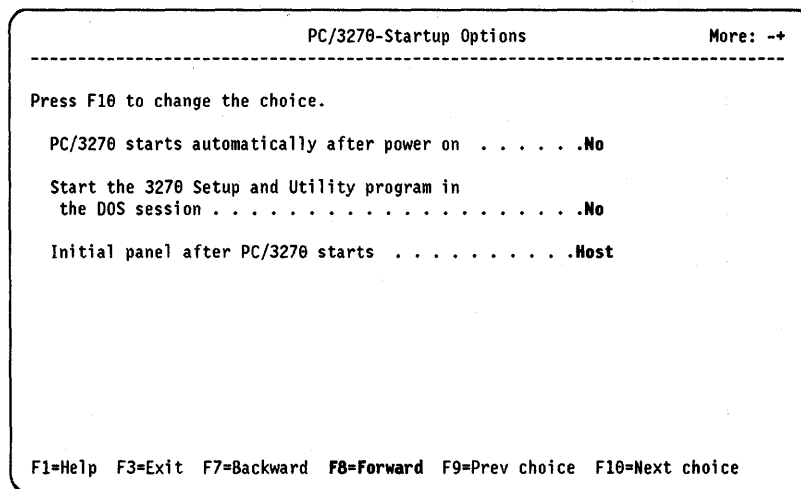 PC/3270-Startup Options More: -+
--------------------------------------------------------------------------------
Press F10 to change the choice.
PC/3270 starts automatically after power on . . . . . .No
Start the 3270 Setup and Utility program in
the DOS session . . . . . . . . . . . . . . . . . . . .No
Initial panel after PC/3270 starts . . . . . . . . . .Host
F1=Help F3=Exit F7=Backward F8=Forward F9=Prev choice F10=Next choice